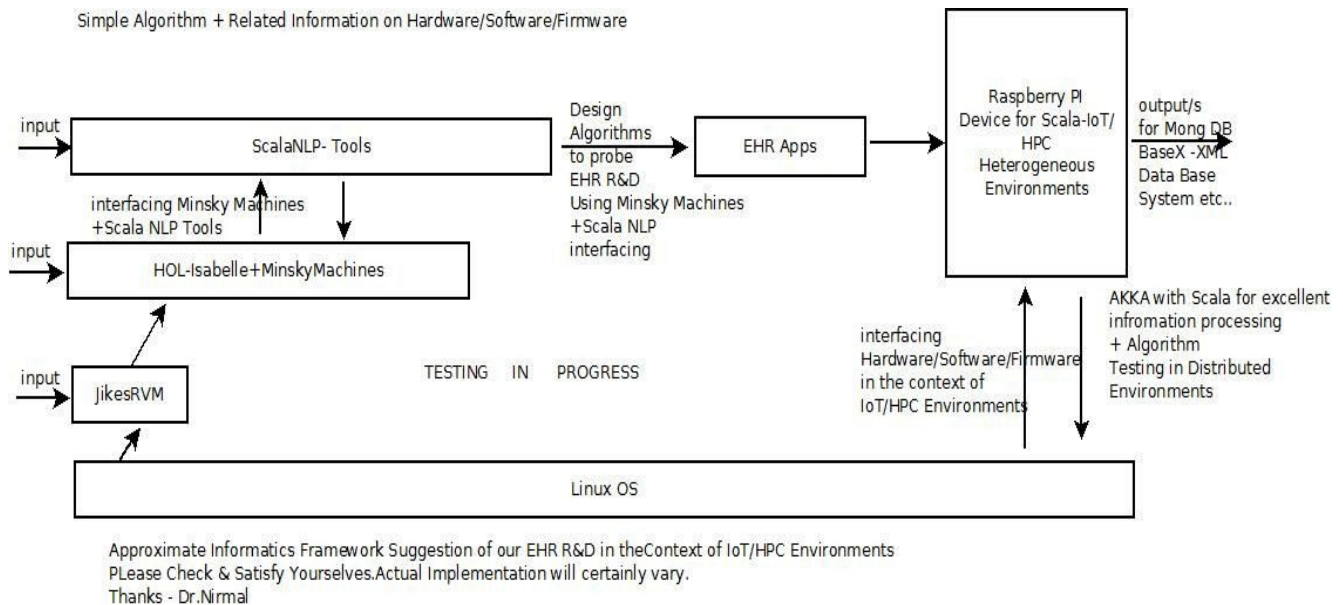 Simple Algorithm + Related Information on Hardware/Software/Firmware
input
ScalaNLP- Tools
Design
Algorithms
to probe
EHR R&D
Using Minsky Machines
+Scala NLP
interfacing
EHR Apps
Raspberry PI
Device for Scala-IoT/
HPC
Heterogeneous
Environments
output/s
for Mong DB
BaseX -XML
Data Base
System etc..
interfacing Minsky Machines
+Scala NLP Tools
input
HOL-Isabelle+MinskyMachines
interfacing
Hardware/Software/Firmware
in the context of
IoT/HPC Environments
AKKA with Scala for excellent
infromation processing
+ Algorithm
Testing in Distributed
Environments
input
JikesRVM
TESTING IN PROGRESS
Linux OS
Approximate Informatics Framework Suggestion of our EHR R&D in theContext of IoT/HPC Environments
PLease Check & Satisfy Yourselves.Actual Implementation will certainly vary.
Thanks - Dr.Nirmal